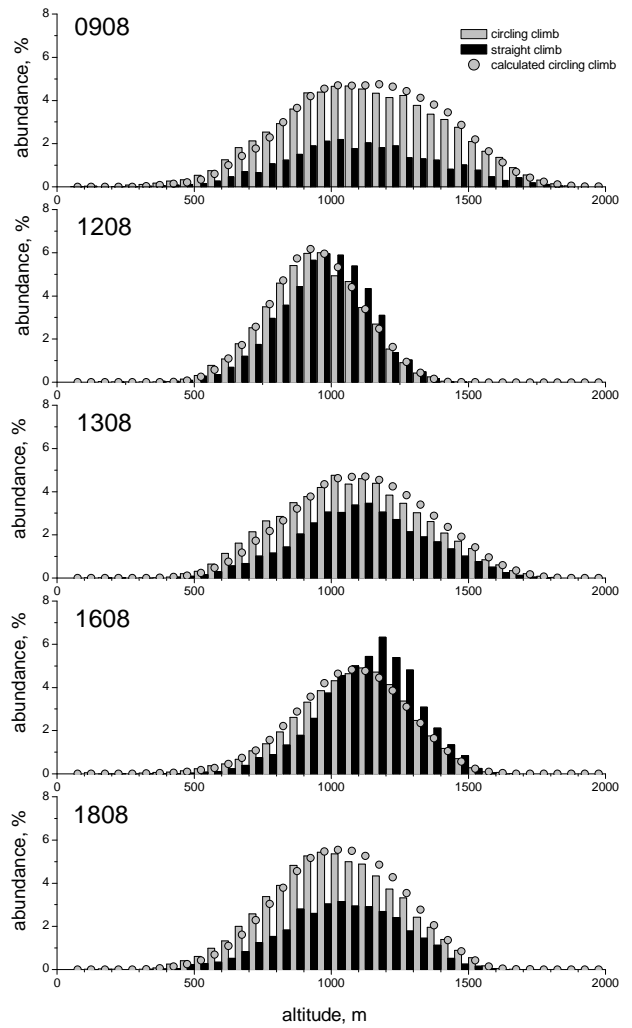 0908
circling climb
straight climb
calculated circling climb
abundance, %
8
6
4
2
0
0 500 1000 1500 2000
1208
abundance, %
8
6
4
2
0
0 500 1000 1500 2000
1308
abundance, %
8
6
4
2
0
0 500 1000 1500 2000
1608
abundance, %
8
6
4
2
0
0 500 1000 1500 2000
1808
abundance, %
8
6
4
2
0
0 500 1000 1500 2000
altitude, m